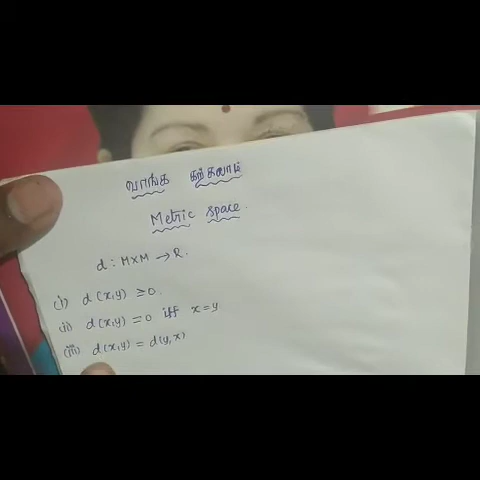 வாங்க கற்கலாம்
Metric space.
d : M×M → R.
(i) d(x,y) ≥ 0.
(ii) d(x,y) = 0 iff x = y
(iii) d(x,y) = d(y,x)